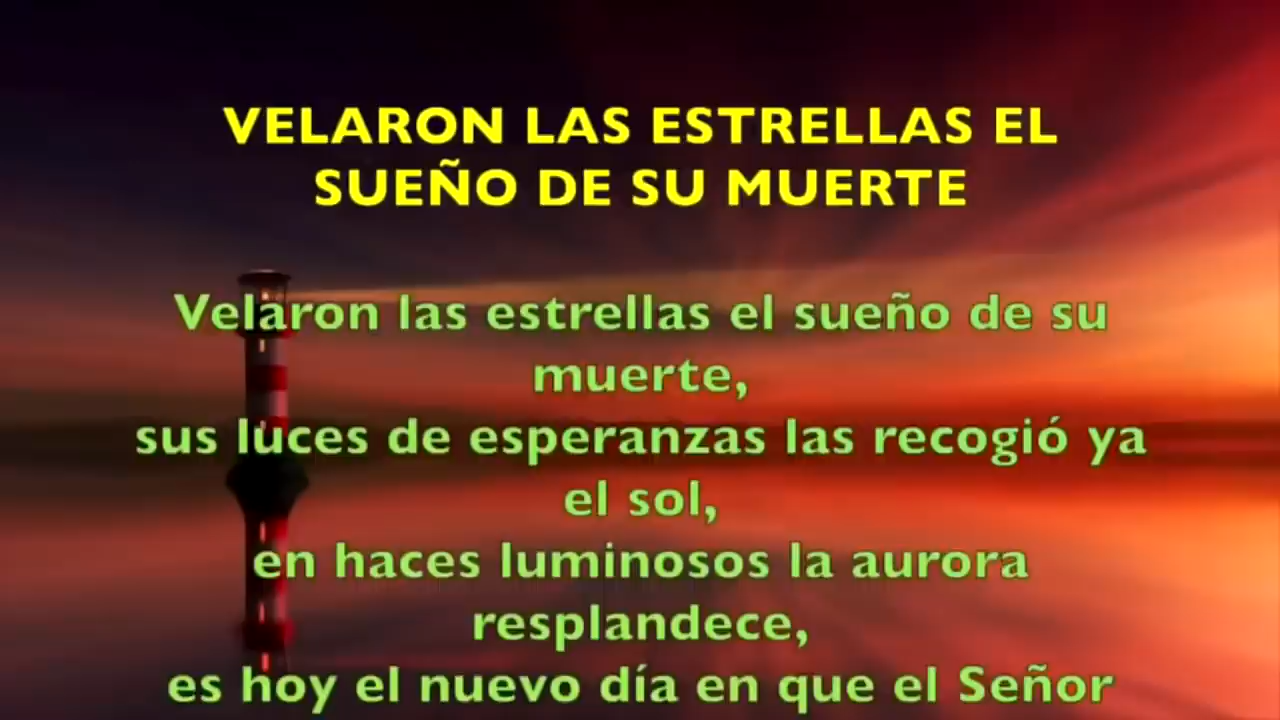 VELARON LAS ESTRELLAS EL
SUEÑO DE SU MUERTE
Velaron las estrellas el sueño de su
muerte,
sus luces de esperanzas las recogió ya
el sol,
en haces luminosos la aurora
resplandece,
es hoy el nuevo día en que el Señor